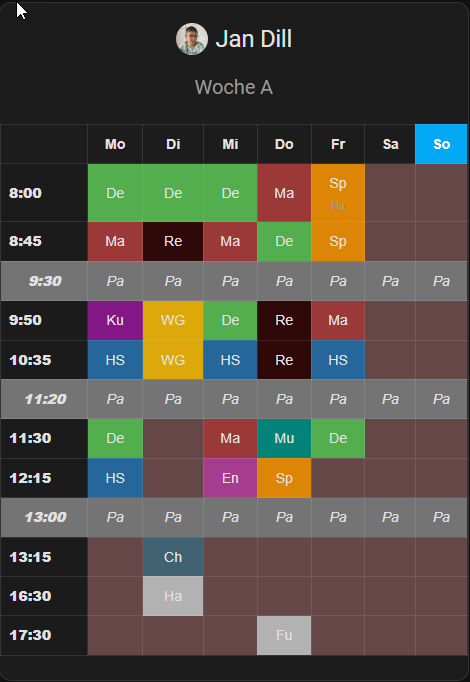 Jan Dill
Woche A
Mo Di Mi Do Fr Sa So
8:00 De De De Ma Sp
Ha
8:45 Ma Re Ma De Sp
9:30 Pa Pa Pa Pa Pa Pa Pa
9:50 Ku WG De Re Ma
10:35 HS WG HS Re HS
11:20 Pa Pa Pa Pa Pa Pa Pa
11:30 De Ma Mu De
12:15 HS En Sp
13:00 Pa Pa Pa Pa Pa Pa Pa
13:15 Ch
16:30 Ha
17:30 Fu